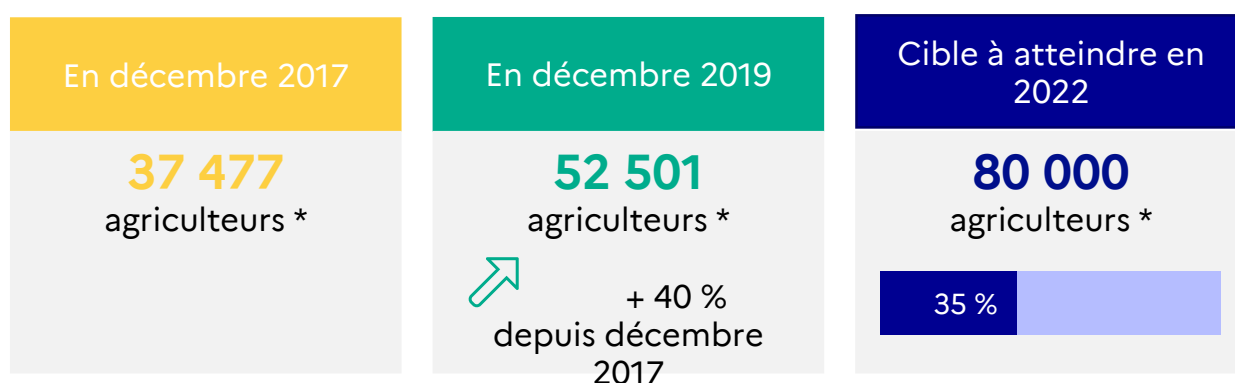 En décembre 2017
37 477
agriculteurs *
En décembre 2019
52 501
agriculteurs *
+ 40 %
depuis décembre
2017
Cible à atteindre en
2022
80 000
agriculteurs *
35 %